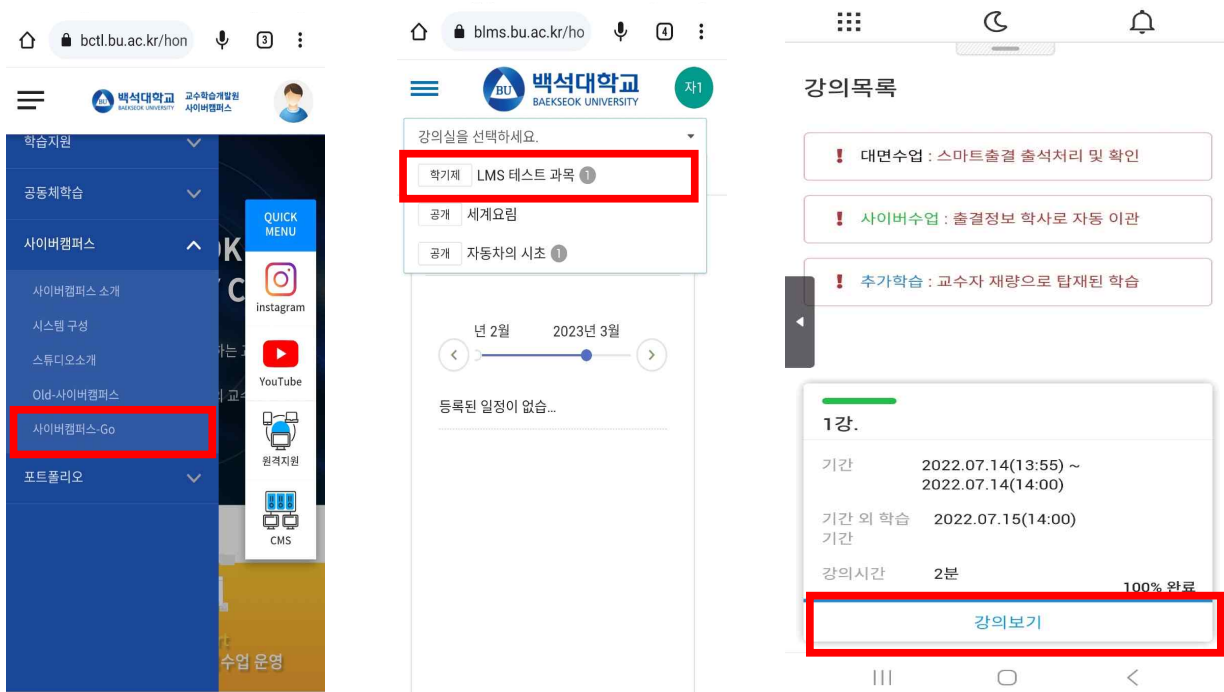 bctl.bu.ac.kr/hon
3
BU
백석대학교
BAEKSEOK UNIVERSITY
교수학습개발원
사이버캠퍼스
학습지원
공동체학습
사이버캠퍼스
사이버캠퍼스 소개
시스템 구성
스튜디오소개
Old-사이버캠퍼스
사이버캠퍼스-Go
포트폴리오
OK
Y C
하는
교수
QUICK
MENU
instagram
YouTube
원격지원
CMS
수업 운영
blms.bu.ac.kr/ho
4
BU
백석대학교
BAEKSEOK UNIVERSITY
자1
강의실을 선택하세요.
학기제 LMS 테스트 과목 1
공개 세계요림
공개 자동차의 시초 1
년 2월 2023년 3월
등록된 일정이 없습...
강의목록
! 대면수업 : 스마트출결 출석처리 및 확인
! 사이버수업 : 출결정보 학사로 자동 이관
! 추가학습 : 교수자 재량으로 탑재된 학습
1강.
기간 2022.07.14(13:55) ~
2022.07.14(14:00)
기간 외 학습 2022.07.15(14:00)
기간
강의시간 2분
100% 완료
강의보기